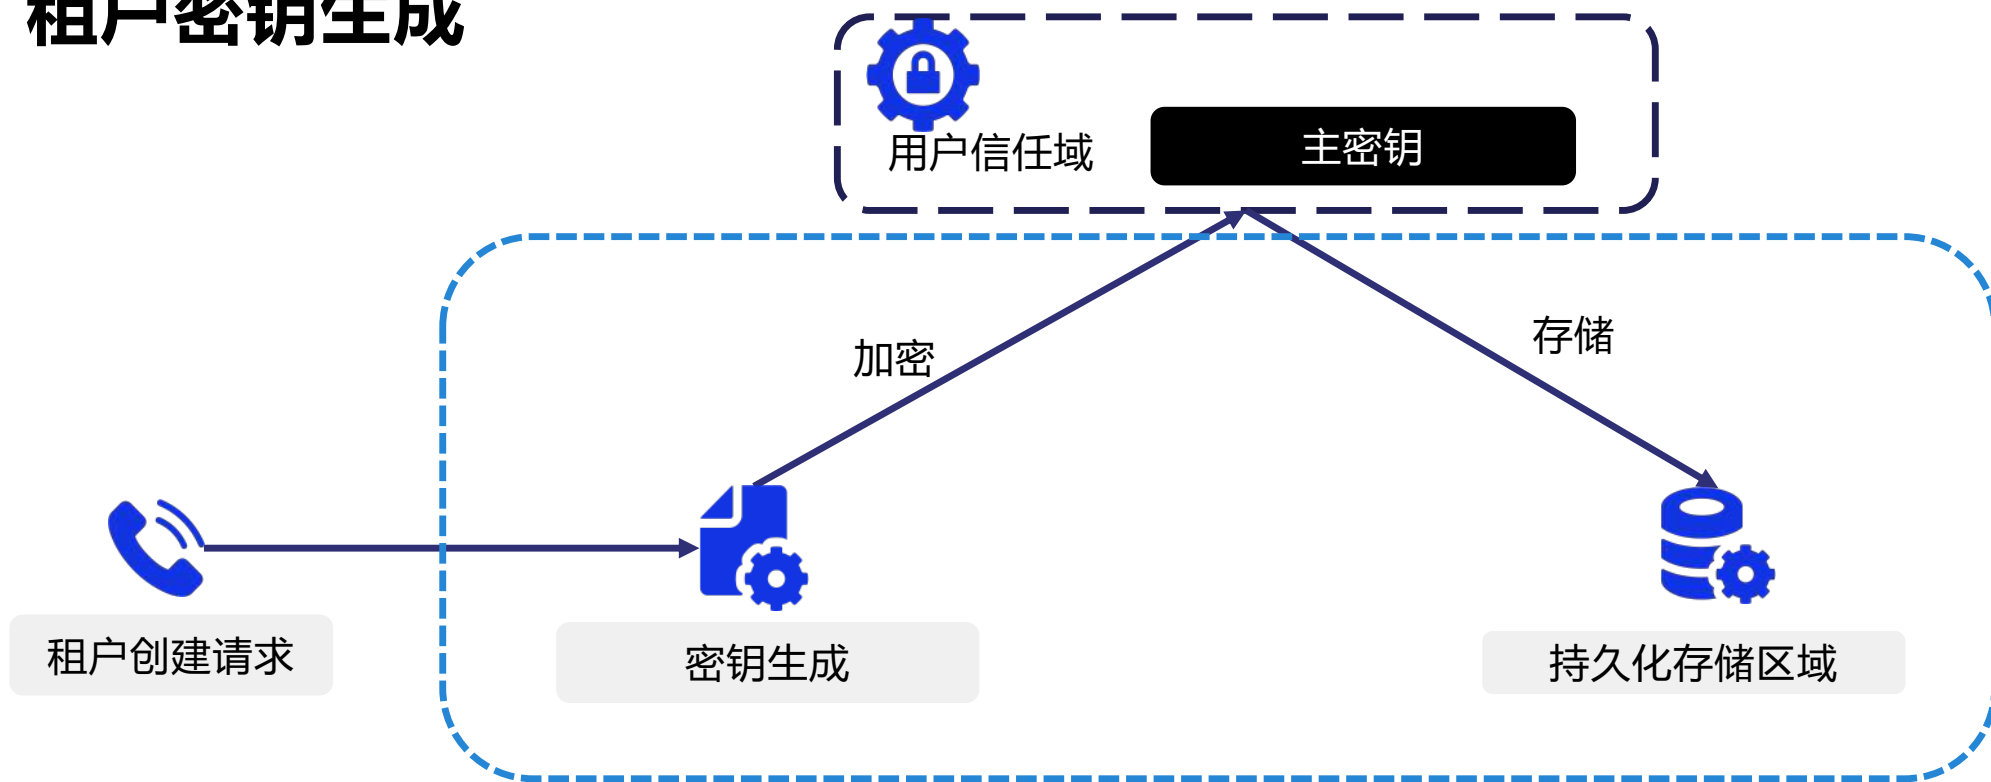 租户密钥生成
用户信任域
主密钥
加密
存储
租户创建请求
密钥生成
持久化存储区域